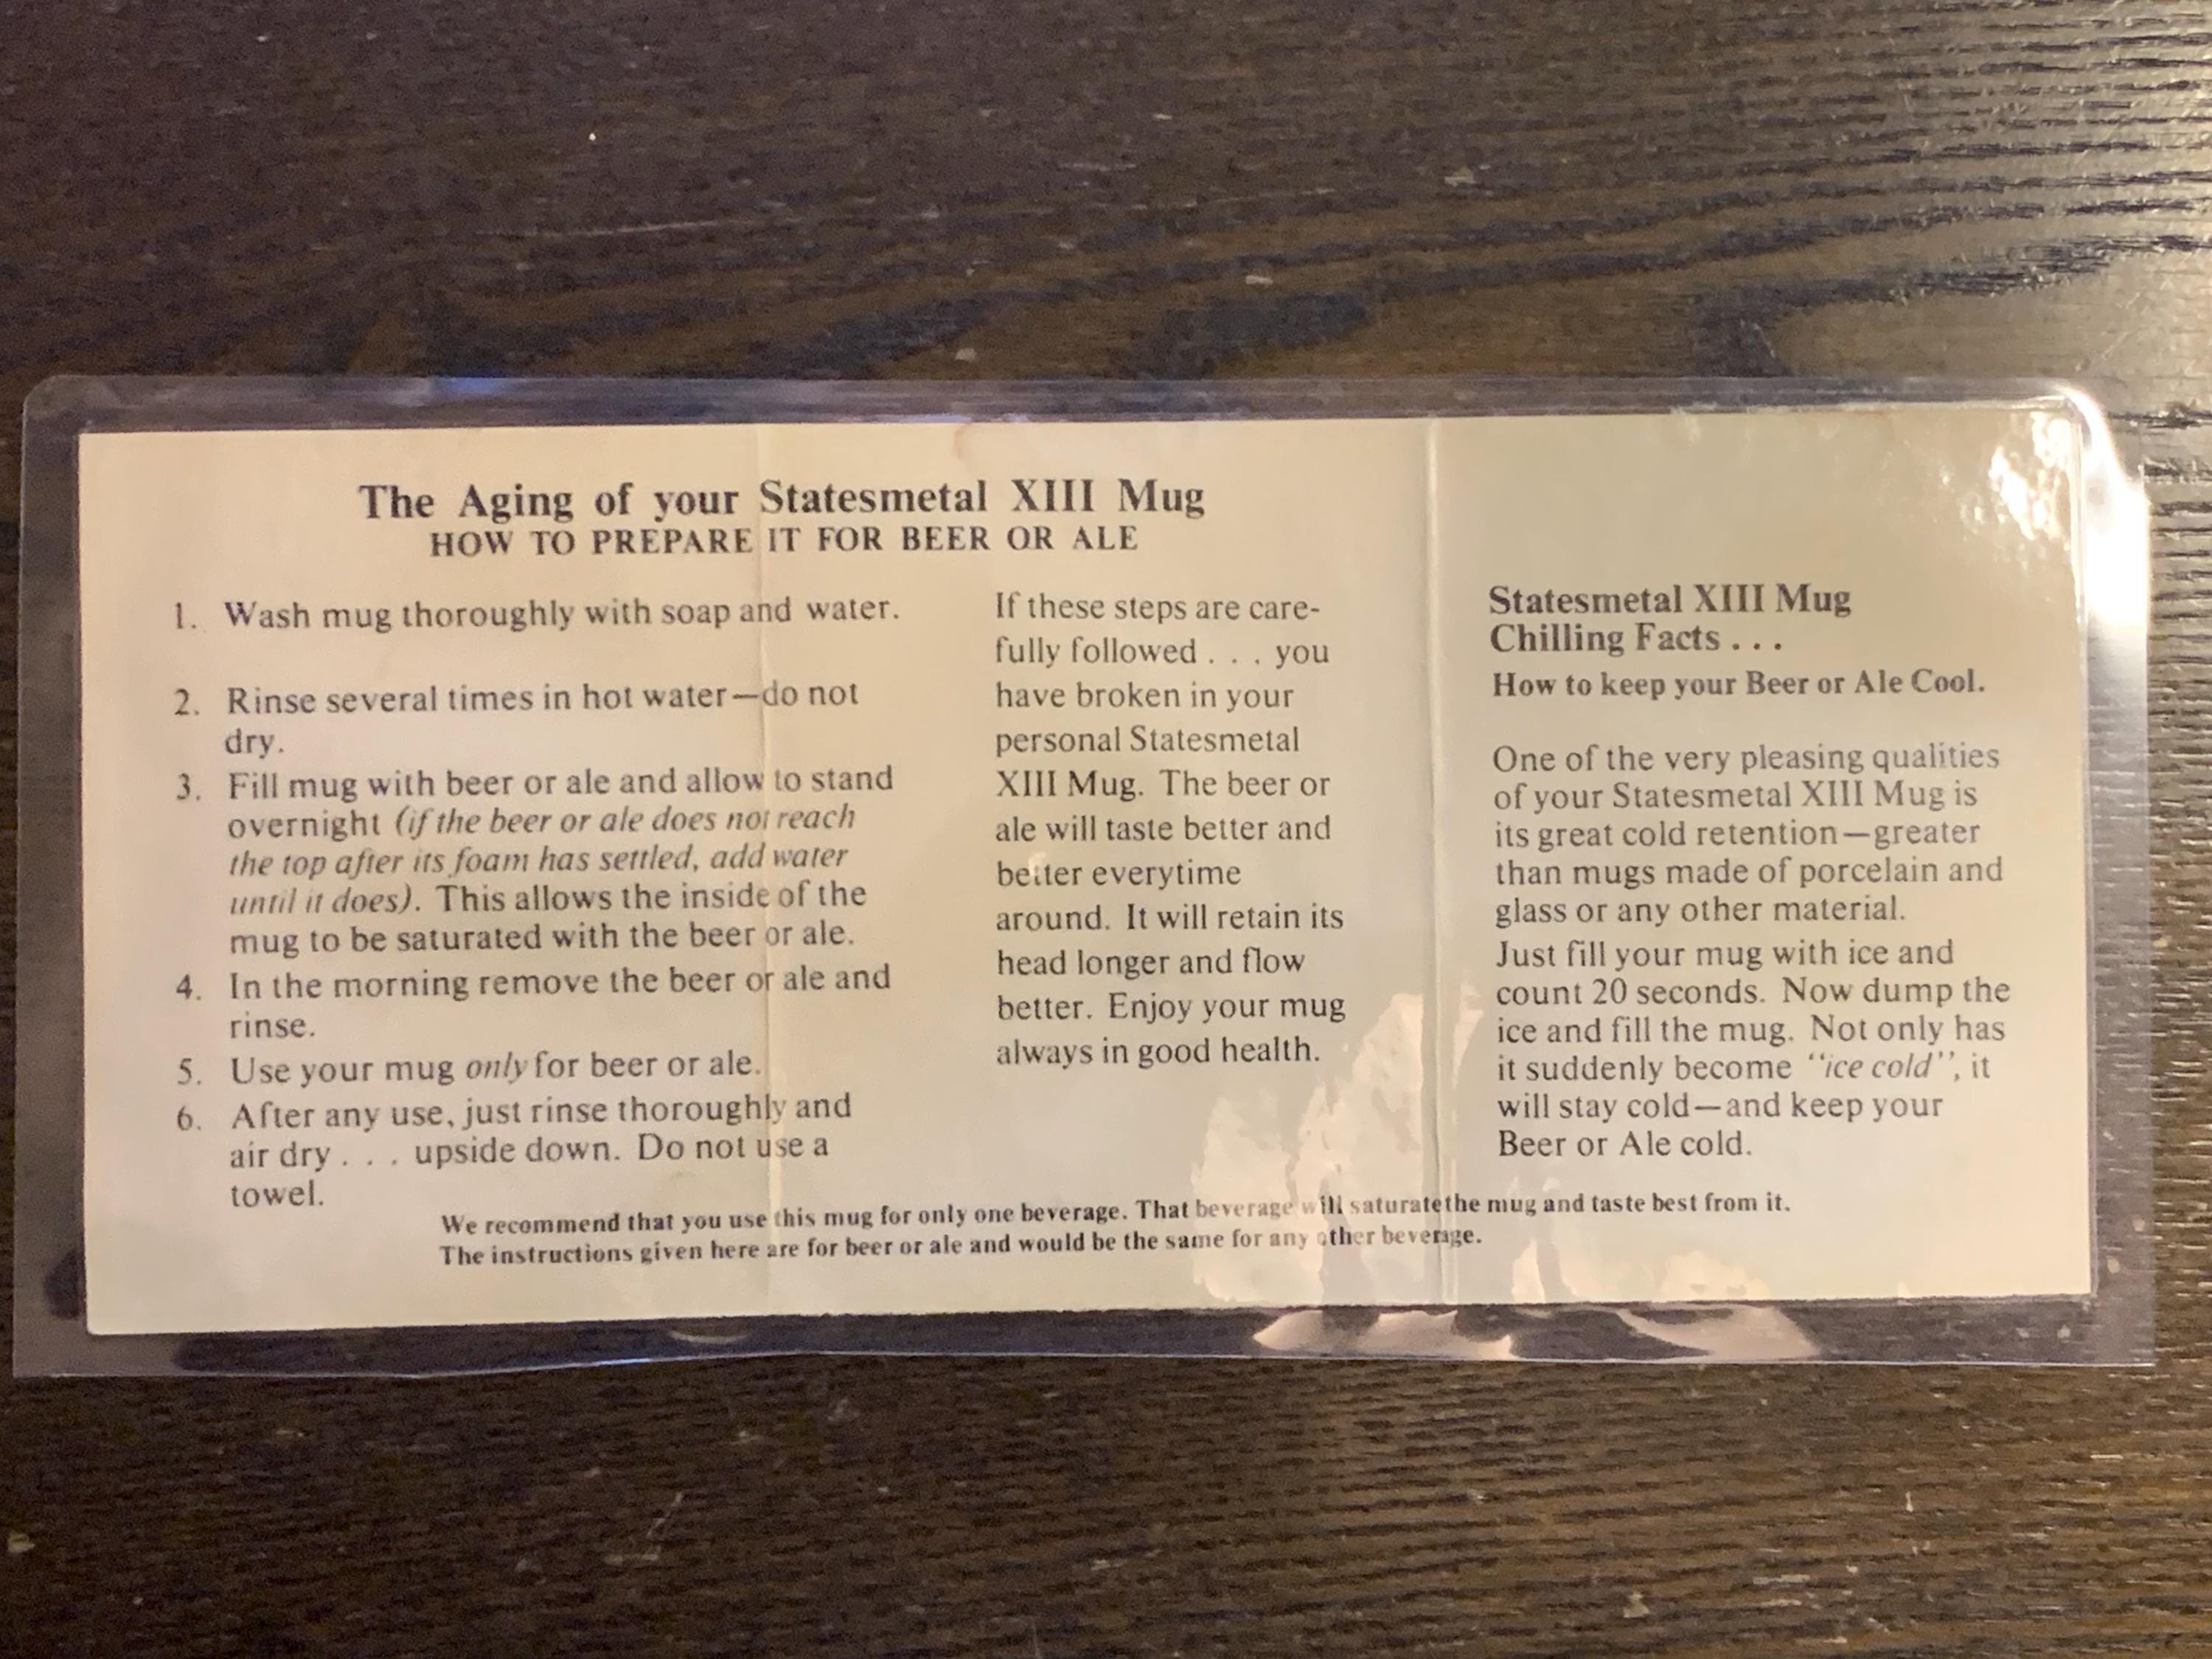 The Aging of your Statesmetal XIII Mug
HOW TO PREPARE IT FOR BEER OR ALE
1. Wash mug thoroughly with soap and water.
2. Rinse several times in hot water—do not
dry.
3. Fill mug with beer or ale and allow to stand
overnight (if the beer or ale does not reach
the top after its foam has settled, add water
until it does). This allows the inside of the
mug to be saturated with the beer or ale.
4. In the morning remove the beer or ale and
rinse.
5. Use your mug only for beer or ale.
6. After any use, just rinse thoroughly and
air dry . . . upside down. Do not use a
towel.
If these steps are care-
fully followed . . . you
have broken in your
personal Statesmetal
XIII Mug. The beer or
ale will taste better and
better everytime
around. It will retain its
head longer and flow
better. Enjoy your mug
always in good health.
Statesmetal XIII Mug
Chilling Facts . . .
How to keep your Beer or Ale Cool.
One of the very pleasing qualities
of your Statesmetal XIII Mug is
its great cold retention—greater
than mugs made of porcelain and
glass or any other material.
Just fill your mug with ice and
count 20 seconds. Now dump the
ice and fill the mug. Not only has
it suddenly become "ice cold", it
will stay cold—and keep your
Beer or Ale cold.
We recommend that you use this mug for only one beverage. That beverage will saturate the mug and taste best from it.
The instructions given here are for beer or ale and would be the same for any other beverage.